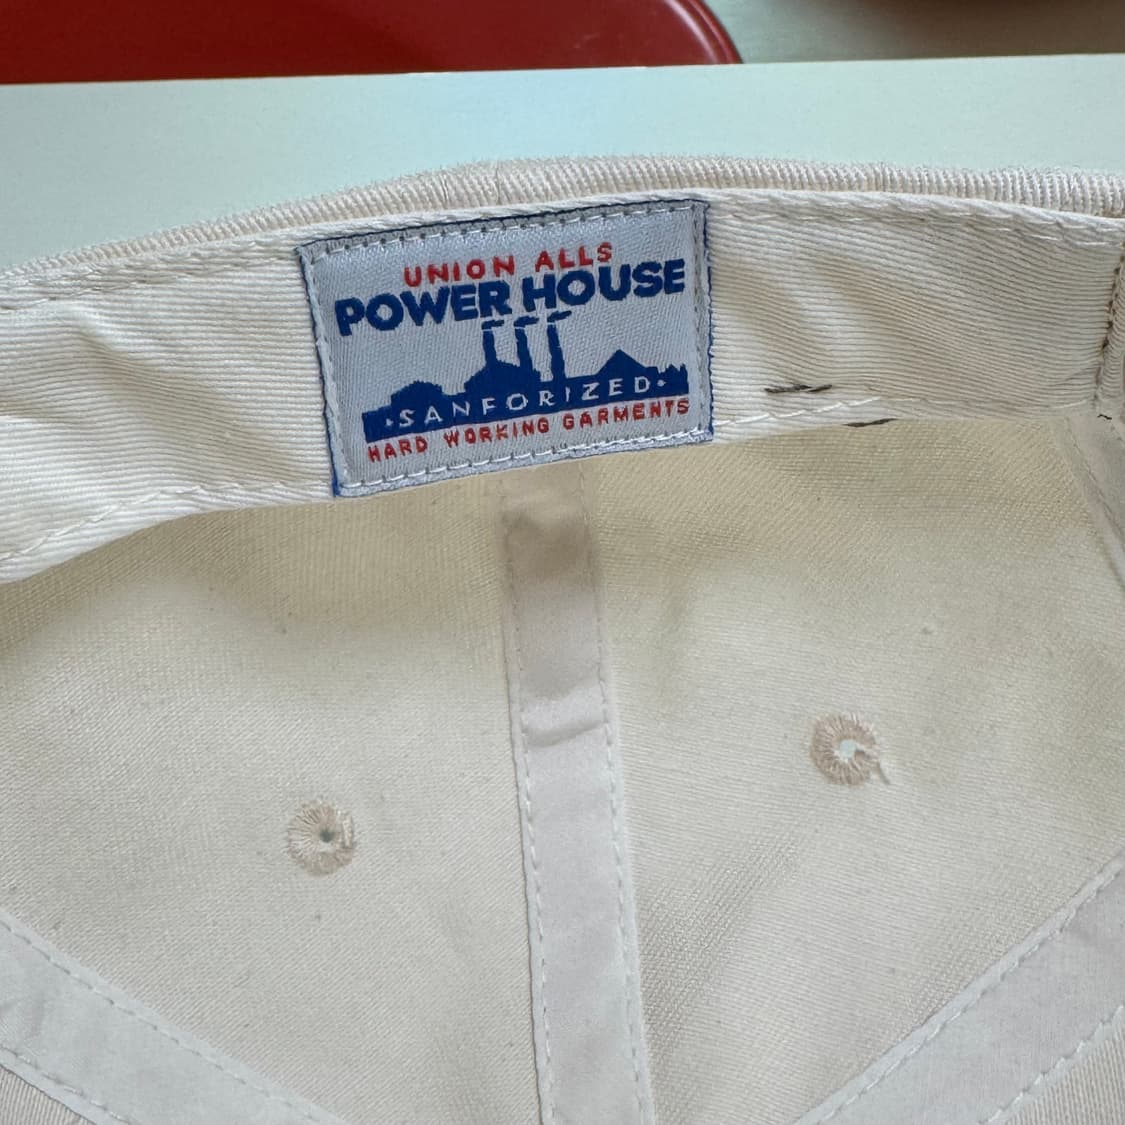 UNION ALLS
POWER HOUSE
·SANFORIZED·
HARD WORKING GARMENTS